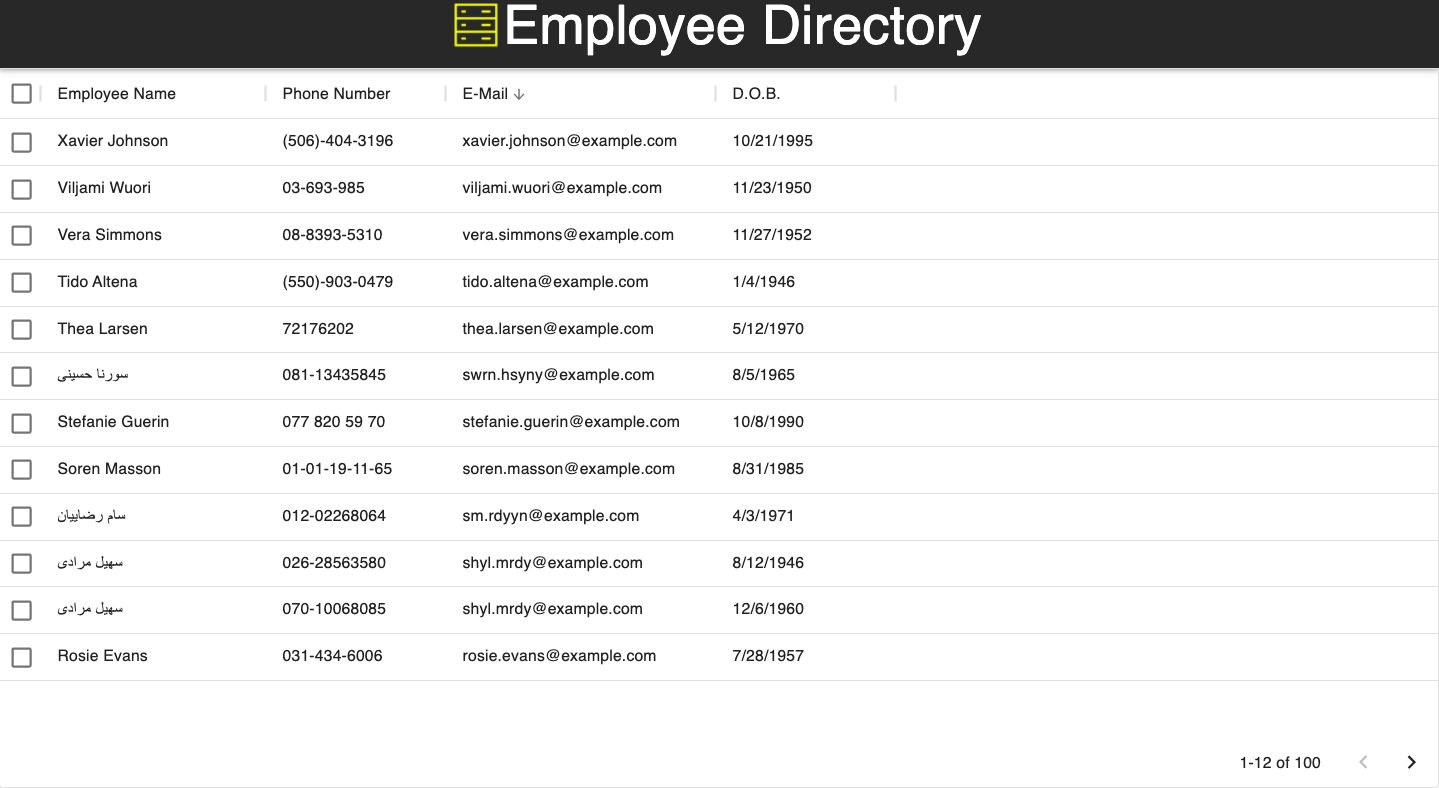 Employee Directory
Employee Name Phone Number E-Mail D.O.B.
Xavier Johnson (506)-404-3196 xavier.johnson@example.com 10/21/1995
Viljami Wuori 03-693-985 viljami.wuori@example.com 11/23/1950
Vera Simmons 08-8393-5310 vera.simmons@example.com 11/27/1952
Tido Altena (550)-903-0479 tido.altena@example.com 1/4/1946
Thea Larsen 72176202 thea.larsen@example.com 5/12/1970
سورنا حسینی 081-13435845 swrn.hsyny@example.com 8/5/1965
Stefanie Guerin 077 820 59 70 stefanie.guerin@example.com 10/8/1990
Soren Masson 01-01-19-11-65 soren.masson@example.com 8/31/1985
سام رضاییان 012-02268064 sm.rdyyn@example.com 4/3/1971
سهیل مرادی 026-28563580 shyl.mrdy@example.com 8/12/1946
سهیل مرادی 070-10068085 shyl.mrdy@example.com 12/6/1960
Rosie Evans 031-434-6006 rosie.evans@example.com 7/28/1957
1-12 of 100